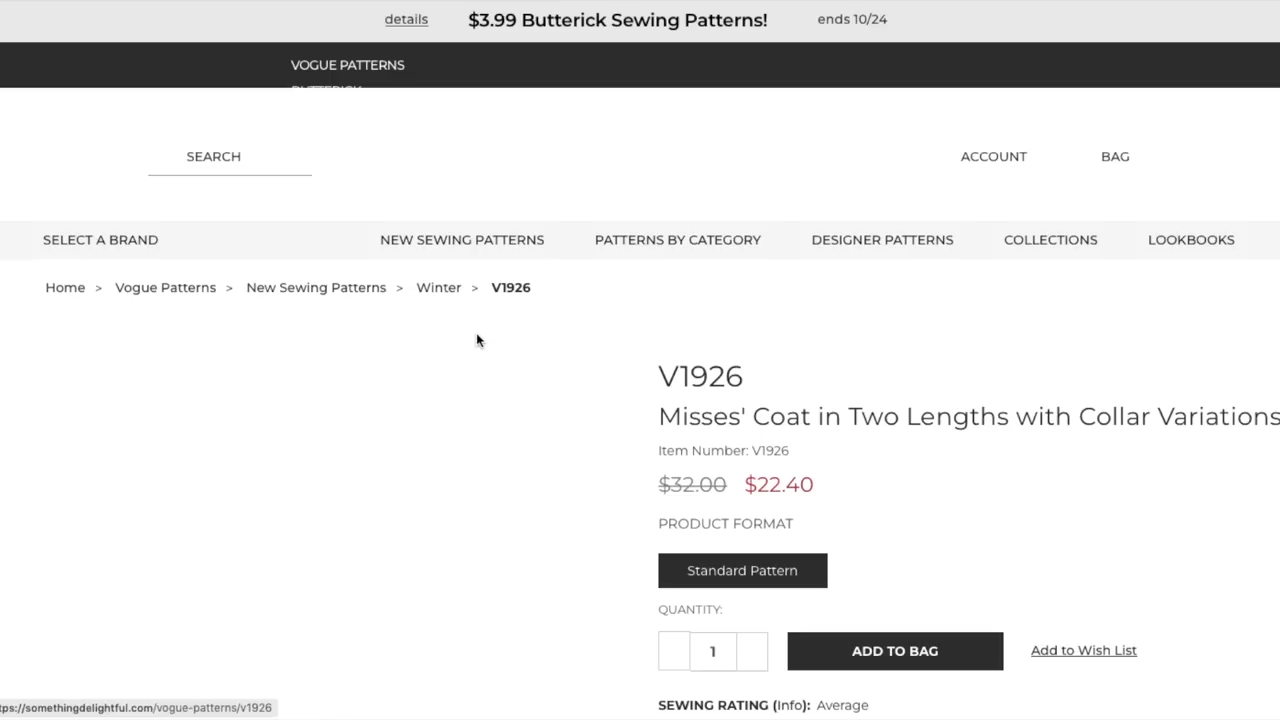 details $3.99 Butterick Sewing Patterns! ends 10/24
VOGUE PATTERNS
BUTTERICK
SEARCH ACCOUNT BAG
SELECT A BRAND NEW SEWING PATTERNS PATTERNS BY CATEGORY DESIGNER PATTERNS COLLECTIONS LOOKBOOKS
Home > Vogue Patterns > New Sewing Patterns > Winter > V1926
V1926
Misses' Coat in Two Lengths with Collar Variations
Item Number: V1926
$32.00 $22.40
PRODUCT FORMAT
Standard Pattern
QUANTITY:
1 ADD TO BAG Add to Wish List
SEWING RATING (Info): Average
tps://somethingdelightful.com/vogue-patterns/v1926